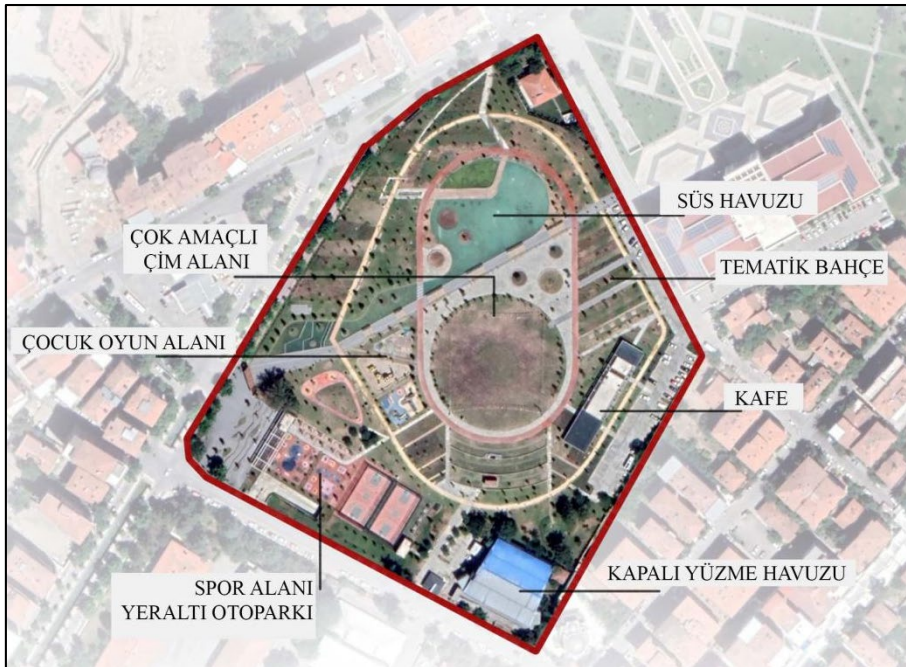 SÜS HAVUZU
ÇOK AMAÇLI
ÇİM ALANI
TEMATİK BAHÇE
ÇOCUK OYUN ALANI
KAFE
SPOR ALANI
YERALTI OTOPARKI
KAPALI YÜZME HAVUZU